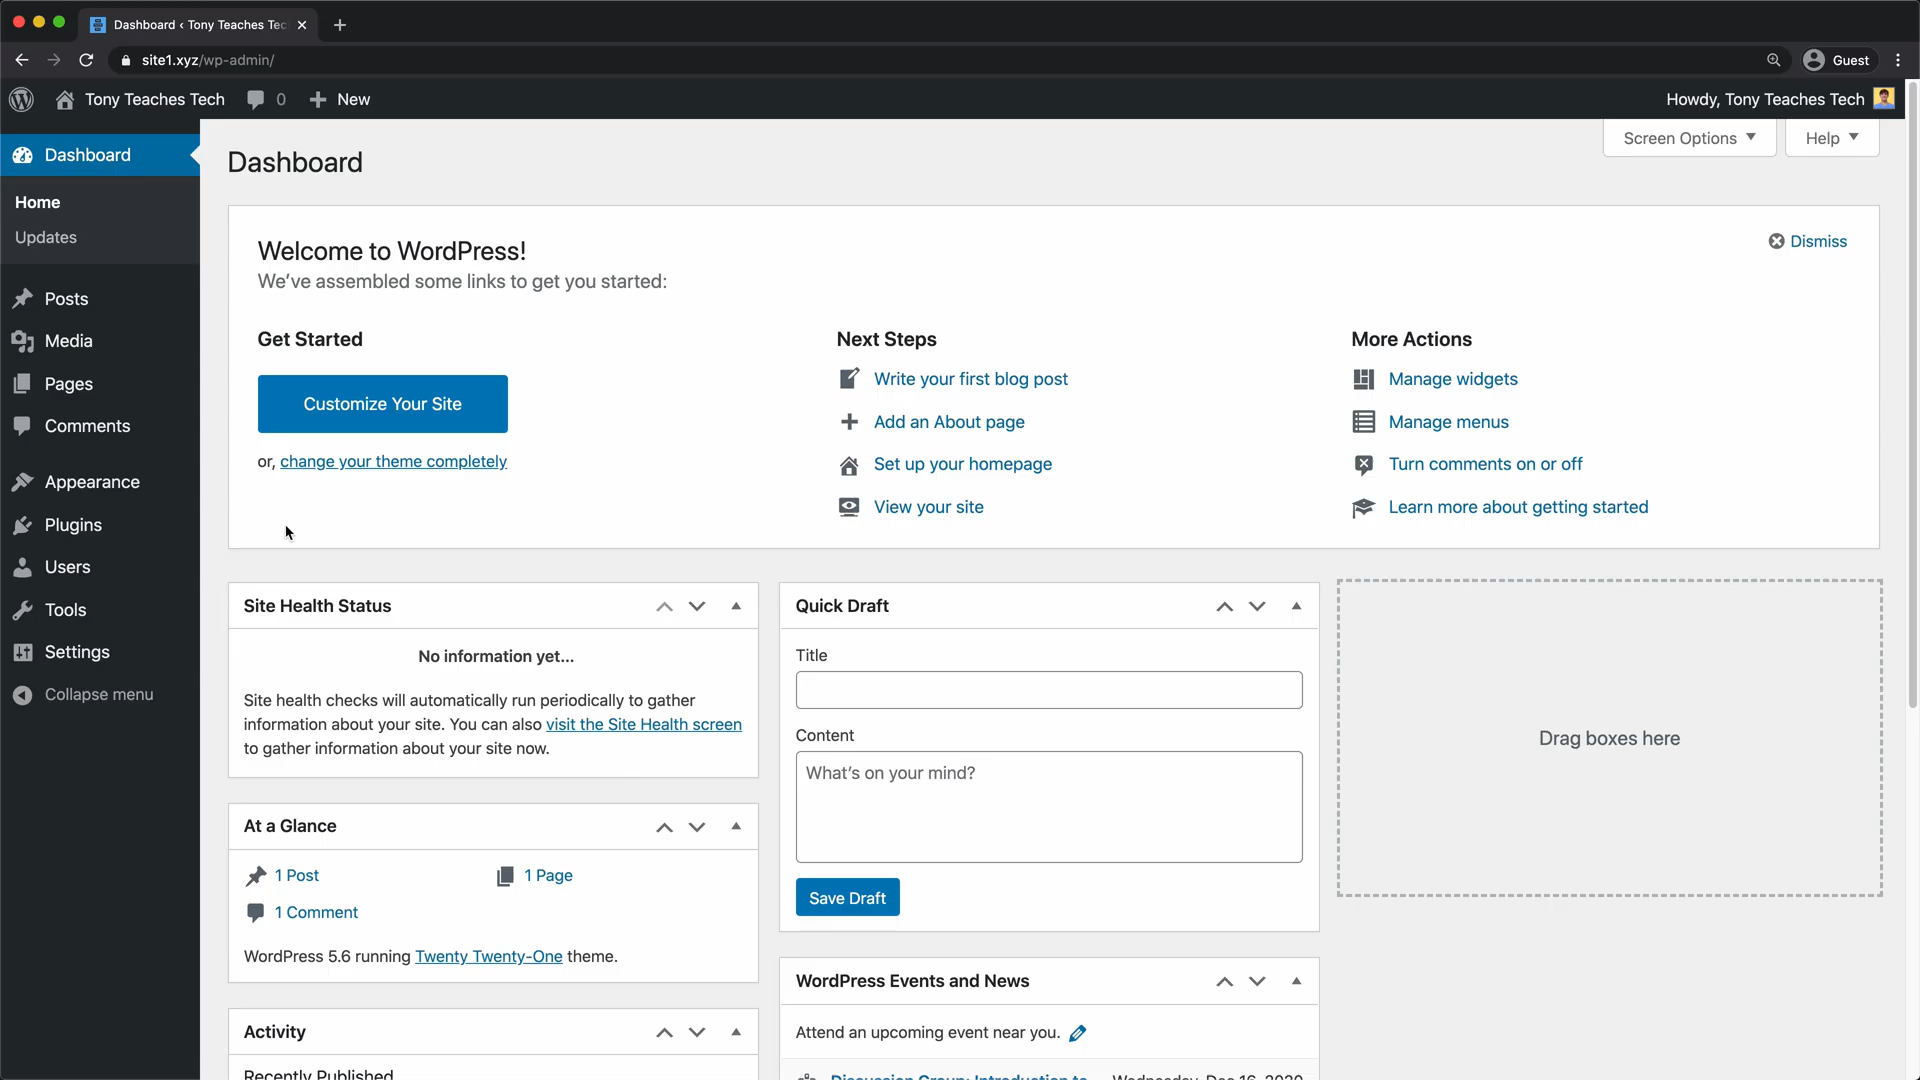 Dashboard ‹ Tony Teaches Tec
site1.xyz/wp-admin/
Guest
Tony Teaches Tech
0
New
Howdy, Tony Teaches Tech
Screen Options
Help
Dashboard
Home
Updates
Posts
Media
Pages
Comments
Appearance
Plugins
Users
Tools
Settings
Collapse menu
Dashboard
Welcome to WordPress!
We've assembled some links to get you started:
Dismiss
Get Started
Customize Your Site
or, change your theme completely
Next Steps
Write your first blog post
Add an About page
Set up your homepage
View your site
More Actions
Manage widgets
Manage menus
Turn comments on or off
Learn more about getting started
Site Health Status
No information yet...
Site health checks will automatically run periodically to gather
information about your site. You can also visit the Site Health screen
to gather information about your site now.
At a Glance
1 Post
1 Page
1 Comment
WordPress 5.6 running Twenty Twenty-One theme.
Activity
Recently Published
Quick Draft
Title
Content
What's on your mind?
Save Draft
WordPress Events and News
Attend an upcoming event near you.
Discussion Group: Introduction to
Wednesday, Dec 16, 2020
Drag boxes here